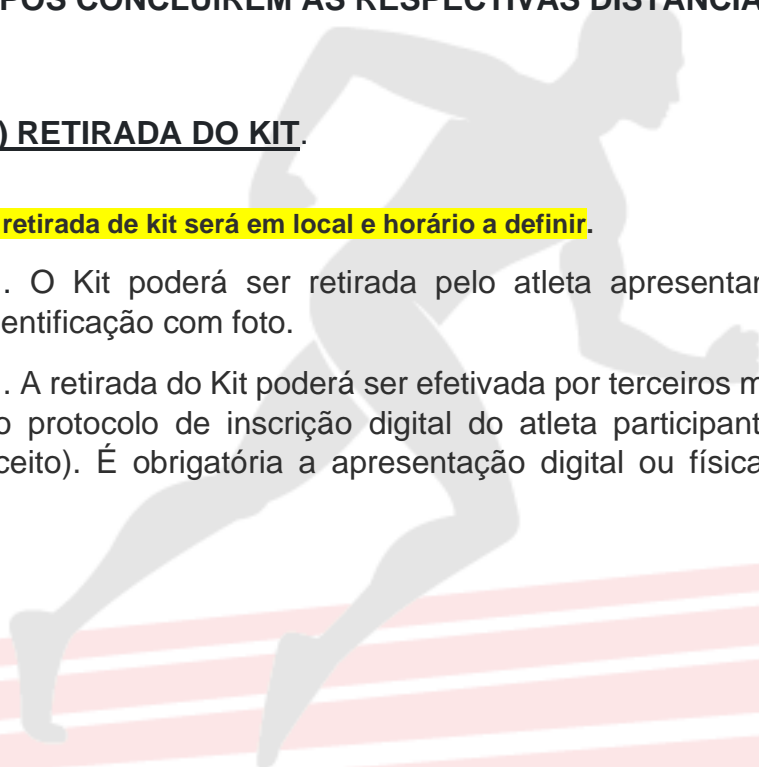 PÓS CONCLUÍREM AS RESPECTIVAS DISTÂNCIA
) RETIRADA DO KIT.
retirada de kit será em local e horário a definir.
. O Kit poderá ser retirada pelo atleta apresentar
entificação com foto.
. A retirada do Kit poderá ser efetivada por terceiros m
o protocolo de inscrição digital do atleta participant
ceito). É obrigatória a apresentação digital ou física